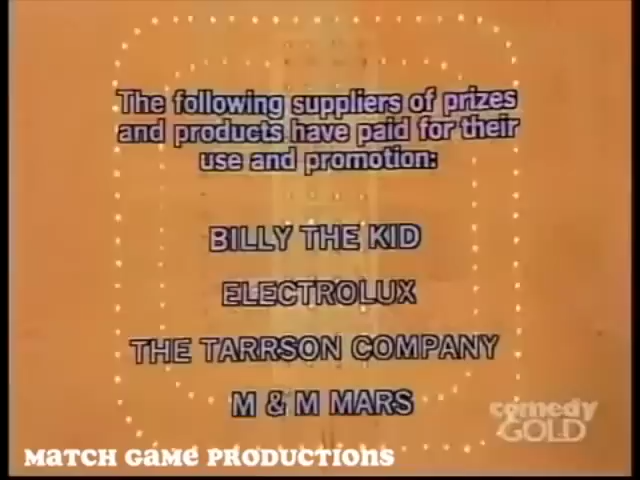 The following suppliers of prizes
and products have paid for their
use and promotion:
BILLY THE KID
ELECTROLUX
THE TARRSON COMPANY
M & M MARS
comedy
GOLD
MATCH GAME PRODUCTIONS